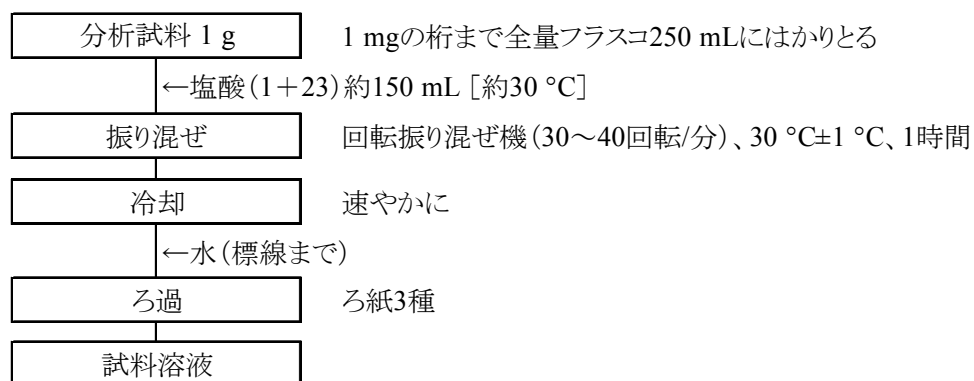 分析試料 1 g 1 mgの桁まで全量フラスコ250 mLにはかりとる
←塩酸（1＋23）約150 mL ［約30 °C］
振り混ぜ 回転振り混ぜ機（30～40回転/分）、30 °C±1 °C、1時間
冷却 速やかに
←水（標線まで）
ろ過 ろ紙3種
試料溶液